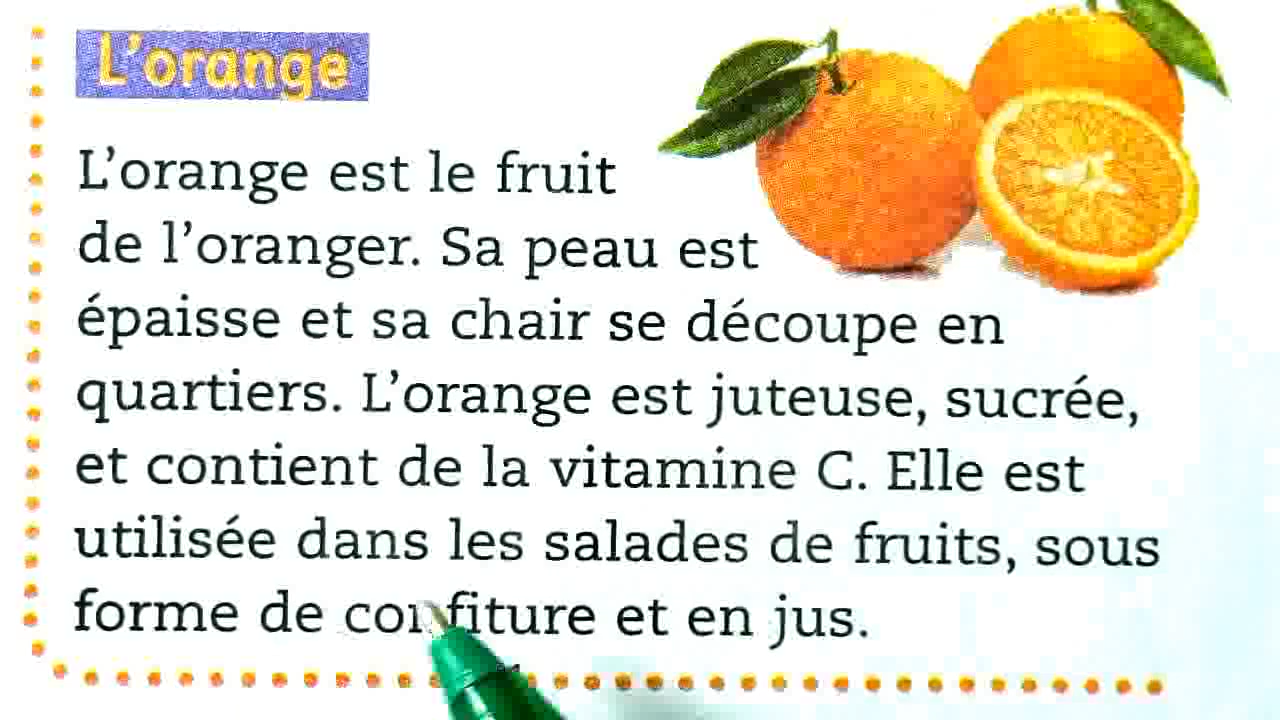 L'orange
L'orange est le fruit
de l'oranger. Sa peau est
épaisse et sa chair se découpe en
quartiers. L'orange est juteuse, sucrée,
et contient de la vitamine C. Elle est
utilisée dans les salades de fruits, sous
forme de confiture et en jus.